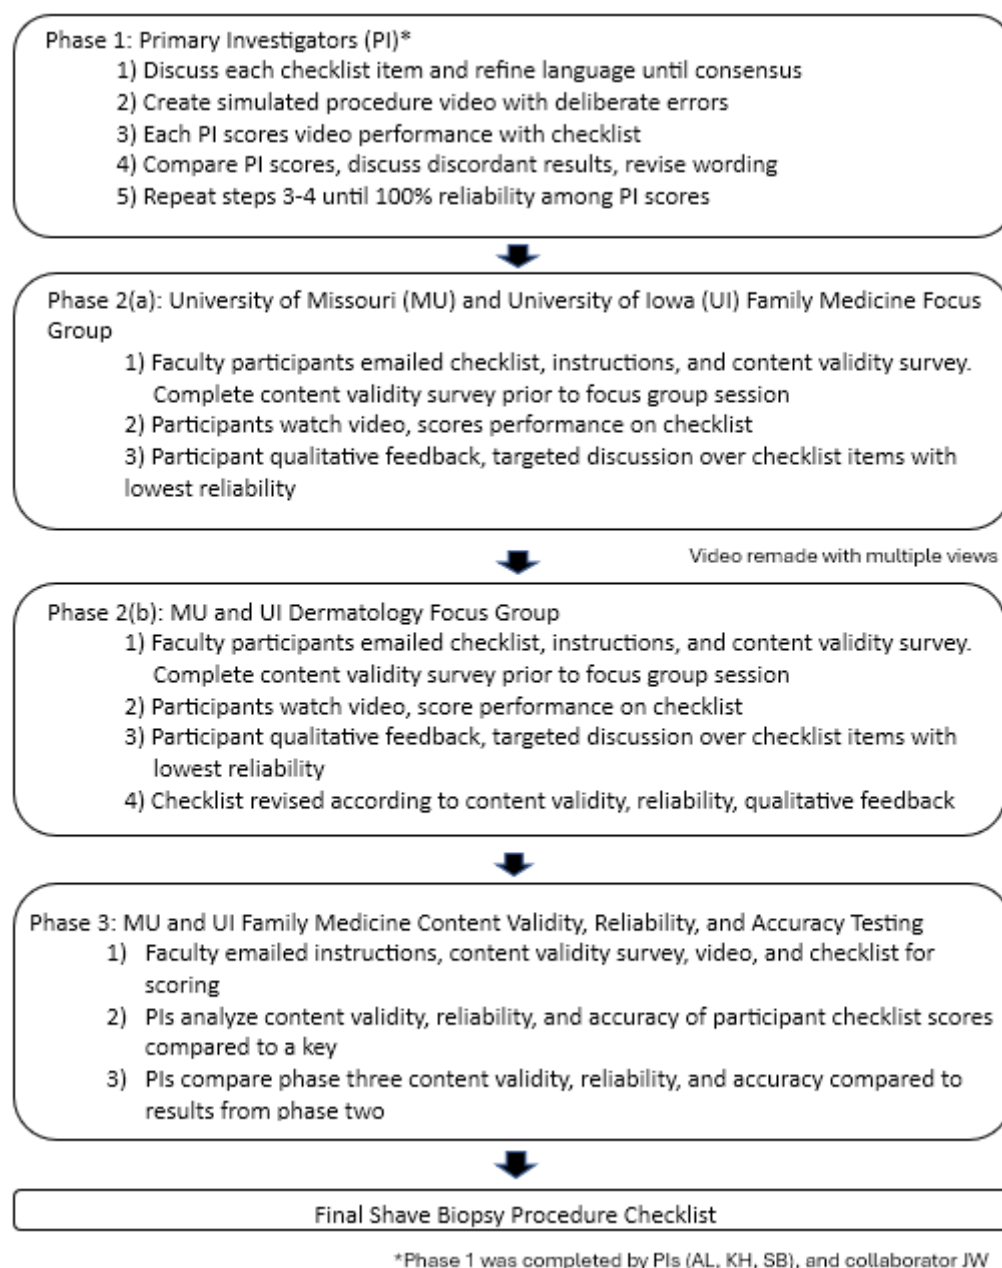 Phase 1: Primary Investigators (PI)*
1) Discuss each checklist item and refine language until consensus
2) Create simulated procedure video with deliberate errors
3) Each PI scores video performance with checklist
4) Compare PI scores, discuss discordant results, revise wording
5) Repeat steps 3-4 until 100% reliability among PI scores
Phase 2(a): University of Missouri (MU) and University of Iowa (UI) Family Medicine Focus
Group
1) Faculty participants emailed checklist, instructions, and content validity survey.
Complete content validity survey prior to focus group session
2) Participants watch video, scores performance on checklist
3) Participant qualitative feedback, targeted discussion over checklist items with
lowest reliability
Video remade with multiple views
Phase 2(b): MU and UI Dermatology Focus Group
1) Faculty participants emailed checklist, instructions, and content validity survey.
Complete content validity survey prior to focus group session
2) Participants watch video, score performance on checklist
3) Participant qualitative feedback, targeted discussion over checklist items with
lowest reliability
4) Checklist revised according to content validity, reliability, qualitative feedback
Phase 3: MU and UI Family Medicine Content Validity, Reliability, and Accuracy Testing
1) Faculty emailed instructions, content validity survey, video, and checklist for
scoring
2) PIs analyze content validity, reliability, and accuracy of participant checklist scores
compared to a key
3) PIs compare phase three content validity, reliability, and accuracy compared to
results from phase two
Final Shave Biopsy Procedure Checklist
*Phase 1 was completed by PIs (AL, KH, SB), and collaborator JW